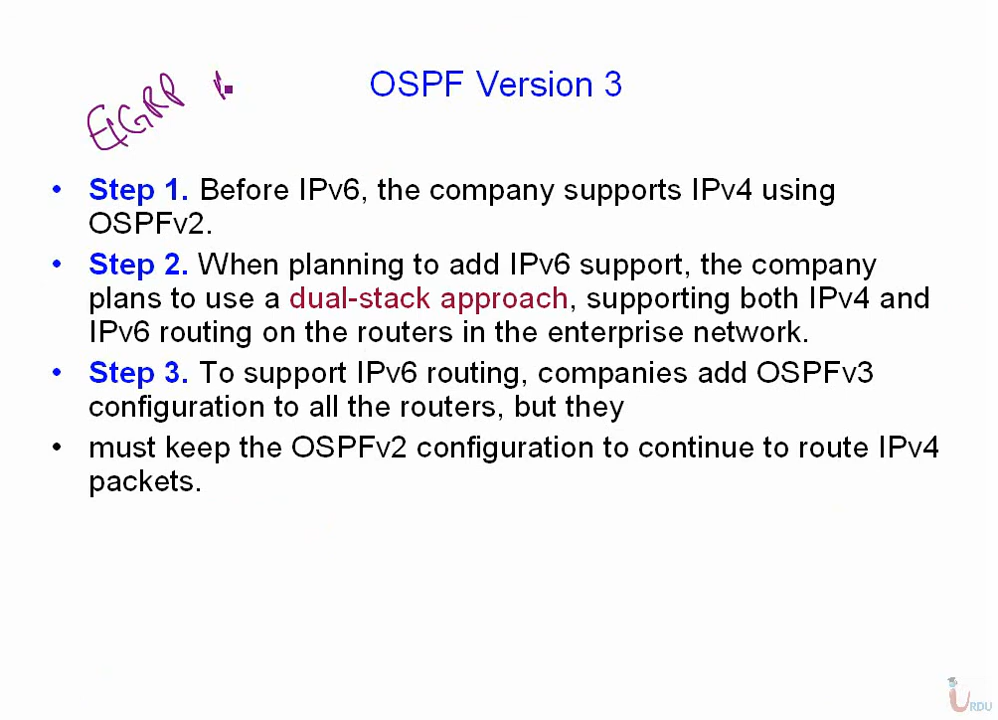 EIGRP
OSPF Version 3
• Step 1. Before IPv6, the company supports IPv4 using
OSPFv2.
• Step 2. When planning to add IPv6 support, the company
plans to use a dual-stack approach, supporting both IPv4 and
IPv6 routing on the routers in the enterprise network.
• Step 3. To support IPv6 routing, companies add OSPFv3
configuration to all the routers, but they
• must keep the OSPFv2 configuration to continue to route IPv4
packets.
URDU